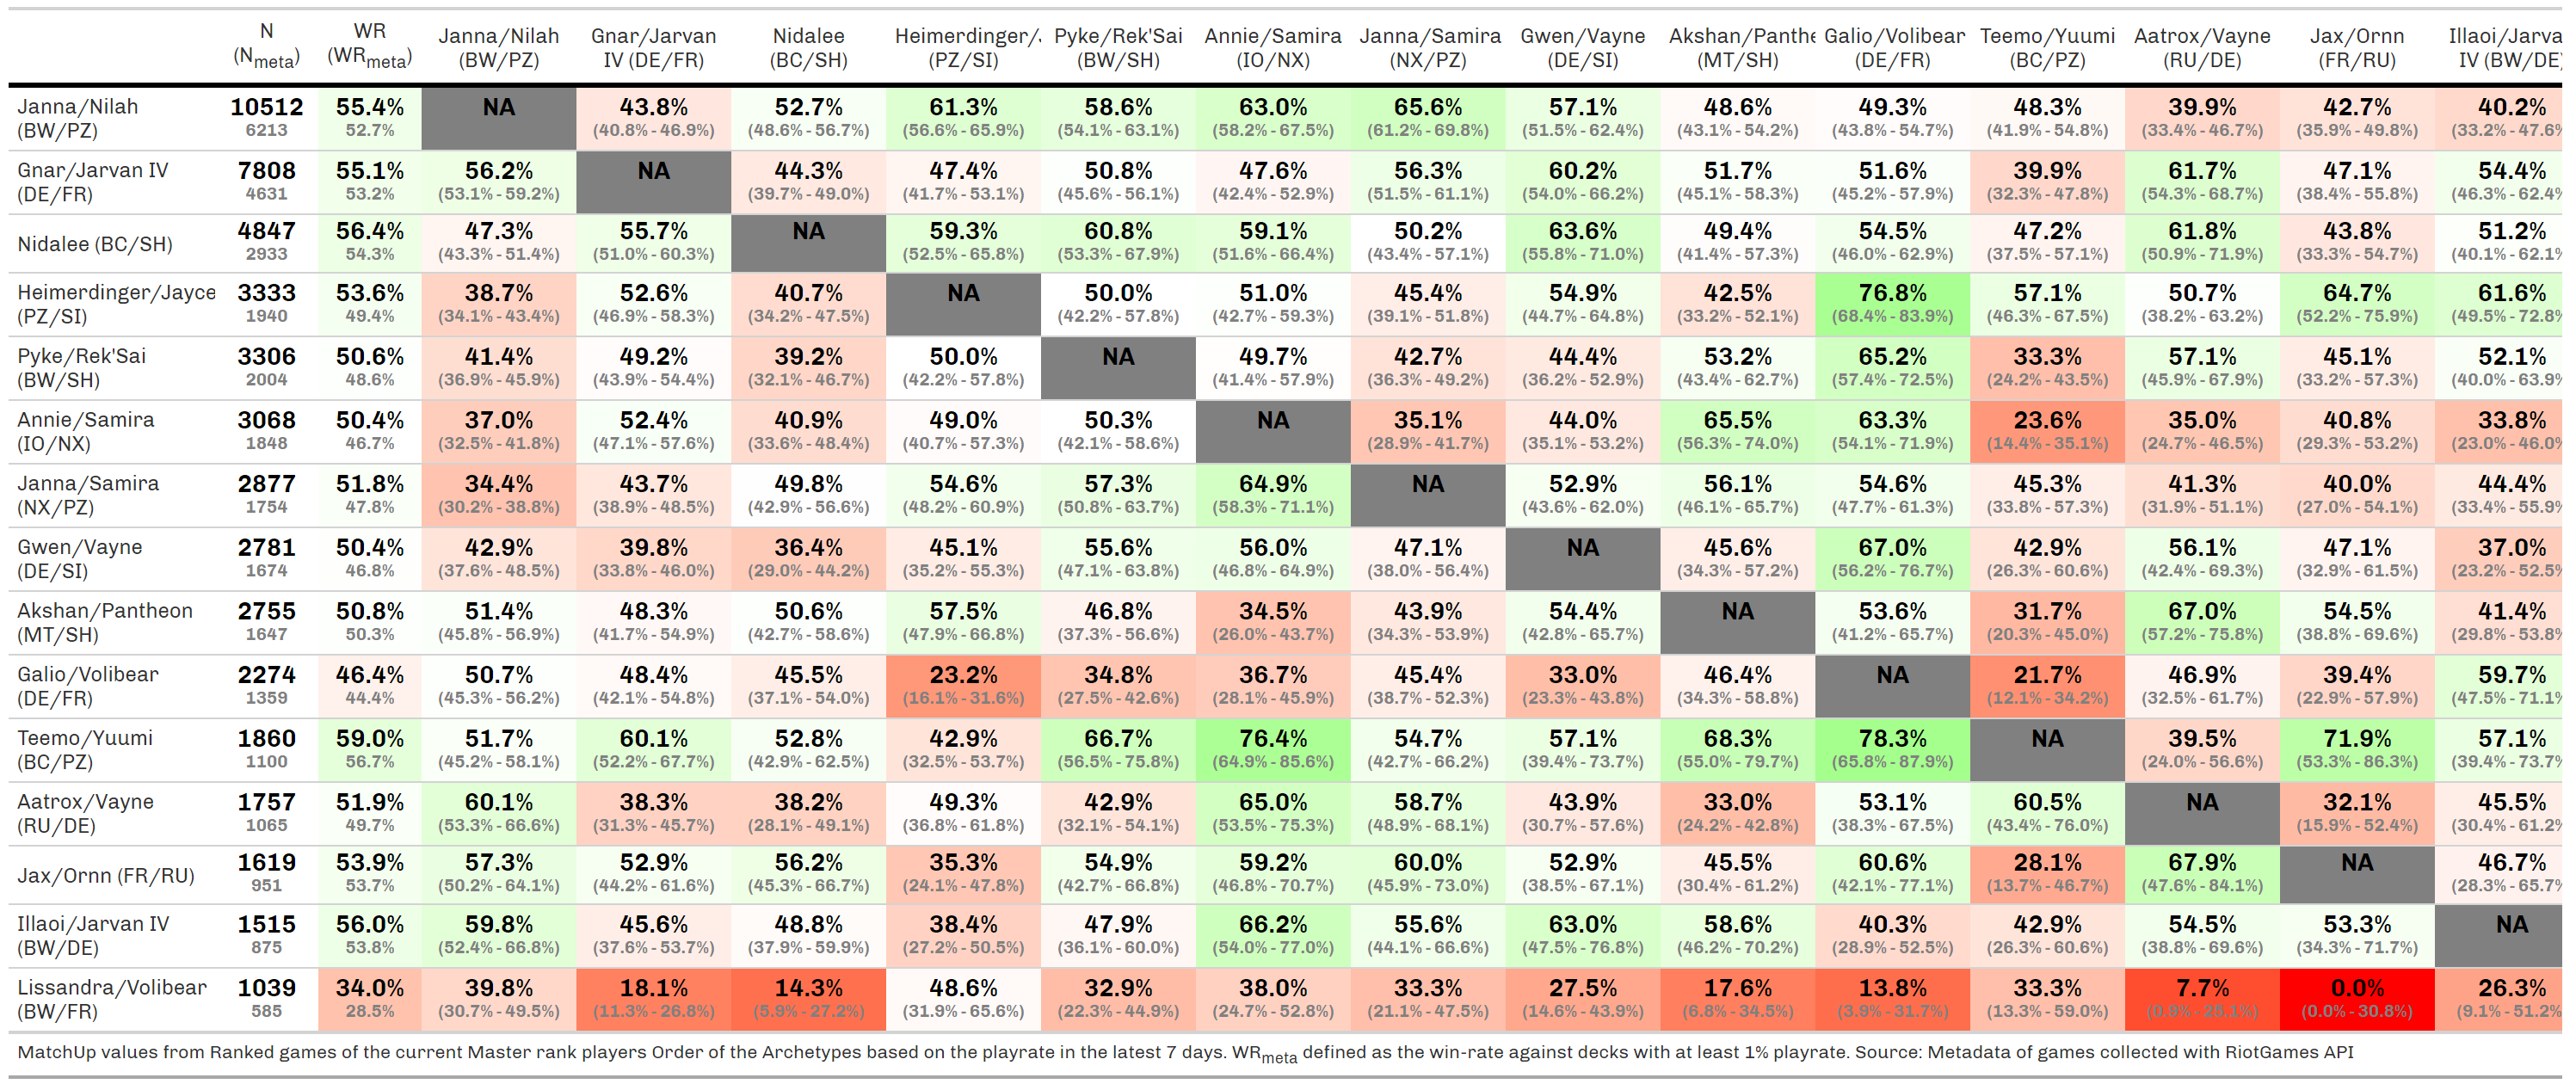 N WR Janna/Nilah Gnar/Jarvan Nidalee Heimerdinger/J Pyke/Rek'Sai Annie/Samira Janna/Samira Gwen/Vayne Akshan/Panthe Galio/Volibear Teemo/Yuumi Aatrox/Vayne Jax/Ornn Illaoi/Jarva
(Nmeta) (WRmeta) (BW/PZ) IV (DE/FR) (BC/SH) (PZ/SI) (BW/SH) (IO/NX) (NX/PZ) (DE/SI) (MT/SH) (DE/FR) (BC/PZ) (RU/DE) (FR/RU) IV (BW/DE)
Janna/Nilah 10512 55.4% NA 43.8% 52.7% 61.3% 58.6% 63.0% 65.6% 57.1% 48.6% 49.3% 48.3% 39.9% 42.7% 40.2%
(BW/PZ) 6213 52.7% (40.8% - 46.9%) (48.6% - 56.7%) (56.6% - 65.9%) (54.1% - 63.1%) (58.2% - 67.5%) (61.2% - 69.8%) (51.5% - 62.4%) (43.1% - 54.2%) (43.8% - 54.7%) (41.9% - 54.8%) (33.4% - 46.7%) (35.9% - 49.8%) (33.2% - 47.6%
Gnar/Jarvan IV 7808 55.1% 56.2% NA 44.3% 47.4% 50.8% 47.6% 56.3% 60.2% 51.7% 51.6% 39.9% 61.7% 47.1% 54.4%
(DE/FR) 4631 53.2% (53.1% - 59.2%) (39.7% - 49.0%) (41.7% - 53.1%) (45.6% - 56.1%) (42.4% - 52.9%) (51.5% - 61.1%) (54.0% - 66.2%) (45.1% - 58.3%) (45.2% - 57.9%) (32.3% - 47.8%) (54.3% - 68.7%) (38.4% - 55.8%) (46.3% - 62.4%
Nidalee (BC/SH) 4847 56.4% 47.3% 55.7% NA 59.3% 60.8% 59.1% 50.2% 63.6% 49.4% 54.5% 47.2% 61.8% 43.8% 51.2%
2933 54.3% (43.3% - 51.4%) (51.0% - 60.3%) (52.5% - 65.8%) (53.3% - 67.9%) (51.6% - 66.4%) (43.4% - 57.1%) (55.8% - 71.0%) (41.4% - 57.3%) (46.0% - 62.9%) (37.5% - 57.1%) (50.9% - 71.9%) (33.3% - 54.7%) (40.1% - 62.1%
Heimerdinger/Jayce 3333 53.6% 38.7% 52.6% 40.7% NA 50.0% 51.0% 45.4% 54.9% 42.5% 76.8% 57.1% 50.7% 64.7% 61.6%
(PZ/SI) 1940 49.4% (34.1% - 43.4%) (46.9% - 58.3%) (34.2% - 47.5%) (42.2% - 57.8%) (42.7% - 59.3%) (39.1% - 51.8%) (44.7% - 64.8%) (33.2% - 52.1%) (68.4% - 83.9%) (46.3% - 67.5%) (38.2% - 63.2%) (52.2% - 75.9%) (49.5% - 72.8%
Pyke/Rek'Sai 3306 50.6% 41.4% 49.2% 39.2% 50.0% NA 49.7% 42.7% 44.4% 53.2% 65.2% 33.3% 57.1% 45.1% 52.1%
(BW/SH) 2004 48.6% (36.9% - 45.9%) (43.9% - 54.4%) (32.1% - 46.7%) (42.2% - 57.8%) (41.4% - 57.9%) (36.3% - 49.2%) (36.2% - 52.9%) (43.4% - 62.7%) (57.4% - 72.5%) (24.2% - 43.5%) (45.9% - 67.9%) (33.2% - 57.3%) (40.0% - 63.9%
Annie/Samira 3068 50.4% 37.0% 52.4% 40.9% 49.0% 50.3% NA 35.1% 44.0% 65.5% 63.3% 23.6% 35.0% 40.8% 33.8%
(IO/NX) 1848 46.7% (32.5% - 41.8%) (47.1% - 57.6%) (33.6% - 48.4%) (40.7% - 57.3%) (42.1% - 58.6%) (28.9% - 41.7%) (35.1% - 53.2%) (56.3% - 74.0%) (54.1% - 71.9%) (14.4% - 35.1%) (24.7% - 46.5%) (29.3% - 53.2%) (23.0% - 46.0%
Janna/Samira 2877 51.8% 34.4% 43.7% 49.8% 54.6% 57.3% 64.9% NA 52.9% 56.1% 54.6% 45.3% 41.3% 40.0% 44.4%
(NX/PZ) 1754 47.8% (30.2% - 38.8%) (38.9% - 48.5%) (42.9% - 56.6%) (48.2% - 60.9%) (50.8% - 63.7%) (58.3% - 71.1%) (43.6% - 62.0%) (46.1% - 65.7%) (47.7% - 61.3%) (33.8% - 57.3%) (31.9% - 51.1%) (27.0% - 54.1%) (33.4% - 55.9%
Gwen/Vayne 2781 50.4% 42.9% 39.8% 36.4% 45.1% 55.6% 56.0% 47.1% NA 45.6% 67.0% 42.9% 56.1% 47.1% 37.0%
(DE/SI) 1674 46.8% (37.6% - 48.5%) (33.8% - 46.0%) (29.0% - 44.2%) (35.2% - 55.3%) (47.1% - 63.8%) (46.8% - 64.9%) (38.0% - 56.4%) (34.3% - 57.2%) (56.2% - 76.7%) (26.3% - 60.6%) (42.4% - 69.3%) (32.9% - 61.5%) (23.2% - 52.5%
Akshan/Pantheon 2755 50.8% 51.4% 48.3% 50.6% 57.5% 46.8% 34.5% 43.9% 54.4% NA 53.6% 31.7% 67.0% 54.5% 41.4%
(MT/SH) 1647 50.3% (45.8% - 56.9%) (41.7% - 54.9%) (42.7% - 58.6%) (47.9% - 66.8%) (37.3% - 56.6%) (26.0% - 43.7%) (34.3% - 53.9%) (42.8% - 65.7%) (41.2% - 65.7%) (20.3% - 45.0%) (57.2% - 75.8%) (38.8% - 69.6%) (29.8% - 53.8%
Galio/Volibear 2274 46.4% 50.7% 48.4% 45.5% 23.2% 34.8% 36.7% 45.4% 33.0% 46.4% NA 21.7% 46.9% 39.4% 59.7%
(DE/FR) 1359 44.4% (45.3% - 56.2%) (42.1% - 54.8%) (37.1% - 54.0%) (16.1% - 31.6%) (27.5% - 42.6%) (28.1% - 45.9%) (38.7% - 52.3%) (23.3% - 43.8%) (34.3% - 58.8%) (12.1% - 34.2%) (32.5% - 61.7%) (22.9% - 57.9%) (47.5% - 71.1%
Teemo/Yuumi 1860 59.0% 51.7% 60.1% 52.8% 42.9% 66.7% 76.4% 54.7% 57.1% 68.3% 78.3% NA 39.5% 71.9% 57.1%
(BC/PZ) 1100 56.7% (45.2% - 58.1%) (52.2% - 67.7%) (42.9% - 62.5%) (32.5% - 53.7%) (56.5% - 75.8%) (64.9% - 85.6%) (42.7% - 66.2%) (39.4% - 73.7%) (55.0% - 79.7%) (65.8% - 87.9%) (24.0% - 56.6%) (53.3% - 86.3%) (39.4% - 73.7%
Aatrox/Vayne 1757 51.9% 60.1% 38.3% 38.2% 49.3% 42.9% 65.0% 58.7% 43.9% 33.0% 53.1% 60.5% NA 32.1% 45.5%
(RU/DE) 1065 49.7% (53.3% - 66.6%) (31.3% - 45.7%) (28.1% - 49.1%) (36.8% - 61.8%) (32.1% - 54.1%) (53.5% - 75.3%) (48.9% - 68.1%) (30.7% - 57.6%) (24.2% - 42.8%) (38.3% - 67.5%) (43.4% - 76.0%) (15.9% - 52.4%) (30.4% - 61.2%
Jax/Ornn (FR/RU) 1619 53.9% 57.3% 52.9% 56.2% 35.3% 54.9% 59.2% 60.0% 52.9% 45.5% 60.6% 28.1% 67.9% NA 46.7%
951 53.7% (50.2% - 64.1%) (44.2% - 61.6%) (45.3% - 66.7%) (24.1% - 47.8%) (42.7% - 66.8%) (46.8% - 70.7%) (45.9% - 73.0%) (38.5% - 67.1%) (30.4% - 61.2%) (42.1% - 77.1%) (13.7% - 46.7%) (47.6% - 84.1%) (28.3% - 65.7%
Illaoi/Jarvan IV 1515 56.0% 59.8% 45.6% 48.8% 38.4% 47.9% 66.2% 55.6% 63.0% 58.6% 40.3% 42.9% 54.5% 53.3% NA
(BW/DE) 875 53.8% (52.4% - 66.8%) (37.6% - 53.7%) (37.9% - 59.9%) (27.2% - 50.5%) (36.1% - 60.0%) (54.0% - 77.0%) (44.1% - 66.6%) (47.5% - 76.8%) (46.2% - 70.2%) (28.9% - 52.5%) (26.3% - 60.6%) (38.8% - 69.6%) (34.3% - 71.7%)
Lissandra/Volibear 1039 34.0% 39.8% 18.1% 14.3% 48.6% 32.9% 38.0% 33.3% 27.5% 17.6% 13.8% 33.3% 7.7% 0.0% 26.3%
(BW/FR) 585 28.5% (30.7% - 49.5%) (11.3% - 26.8%) (5.9% - 27.2%) (31.9% - 65.6%) (22.3% - 44.9%) (24.7% - 52.8%) (21.1% - 47.5%) (14.6% - 43.9%) (6.8% - 34.5%) (3.9% - 31.7%) (13.3% - 59.0%) (0.9% - 25.1%) (0.0% - 30.8%) (9.1% - 51.2%
MatchUp values from Ranked games of the current Master rank players Order of the Archetypes based on the playrate in the latest 7 days. WRmeta defined as the win-rate against decks with at least 1% playrate. Source: Metadata of games collected with RiotGames API